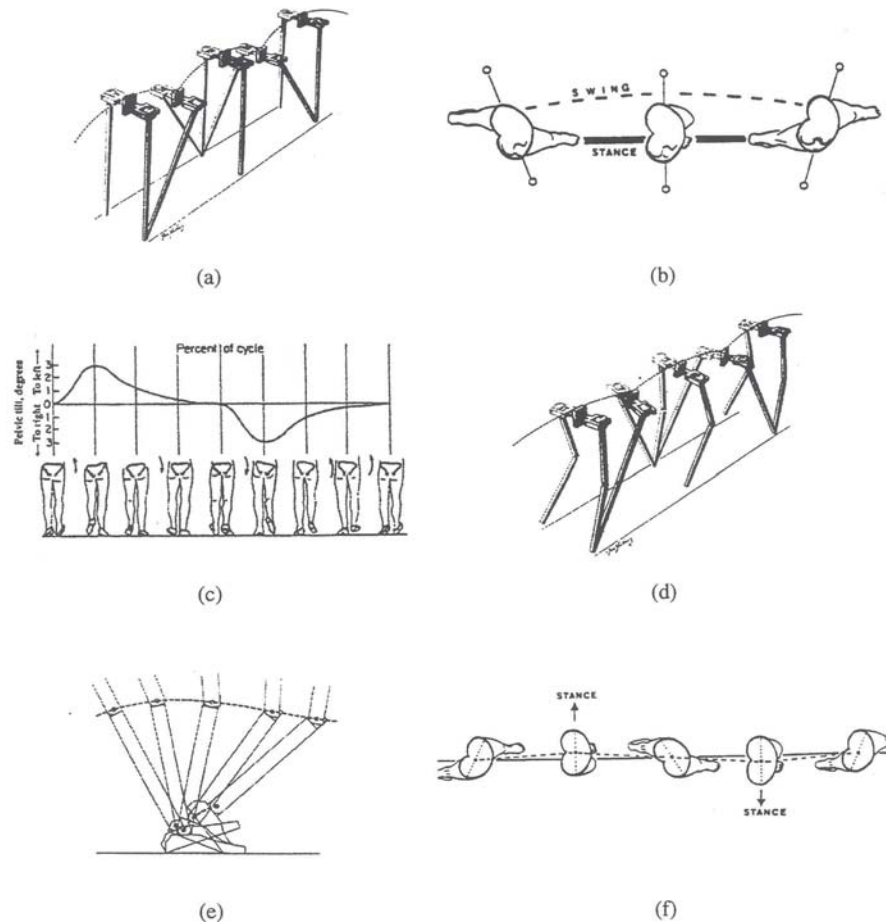 SWING
STANCE
(a)
(b)
Percent of cycle
Pelvic tilt, degrees
←To right To left→
3
2
1
0
1
2
3
(c)
(d)
STANCE
STANCE
(e)
(f)